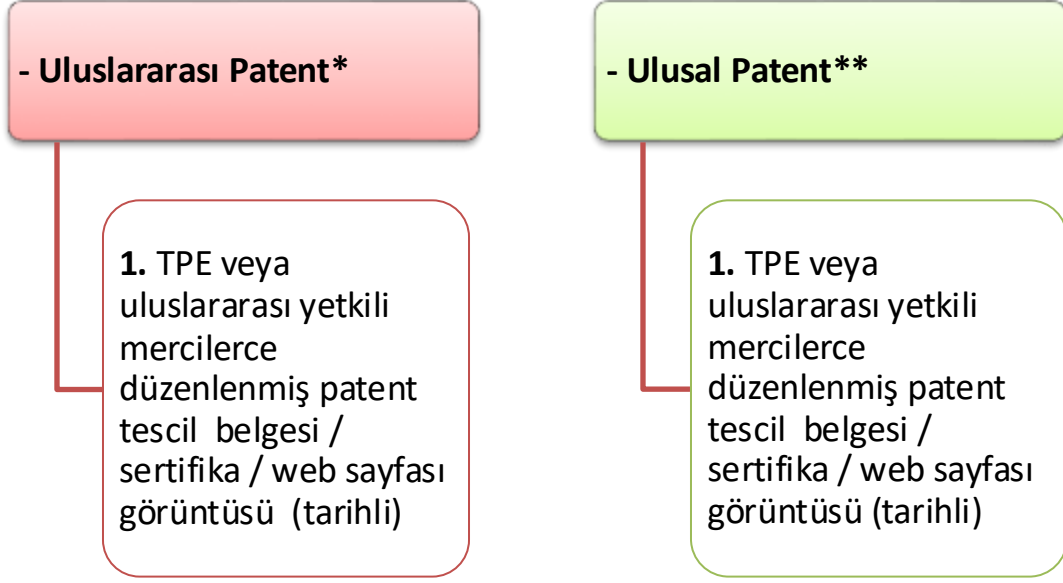 - Uluslararası Patent*
1. TPE veya
uluslararası yetkili
mercilerce
düzenlenmiş patent
tescil belgesi /
sertifika / web sayfası
görüntüsü (tarihli)
- Ulusal Patent**
1. TPE veya
uluslararası yetkili
mercilerce
düzenlenmiş patent
tescil belgesi /
sertifika / web sayfası
görüntüsü (tarihli)